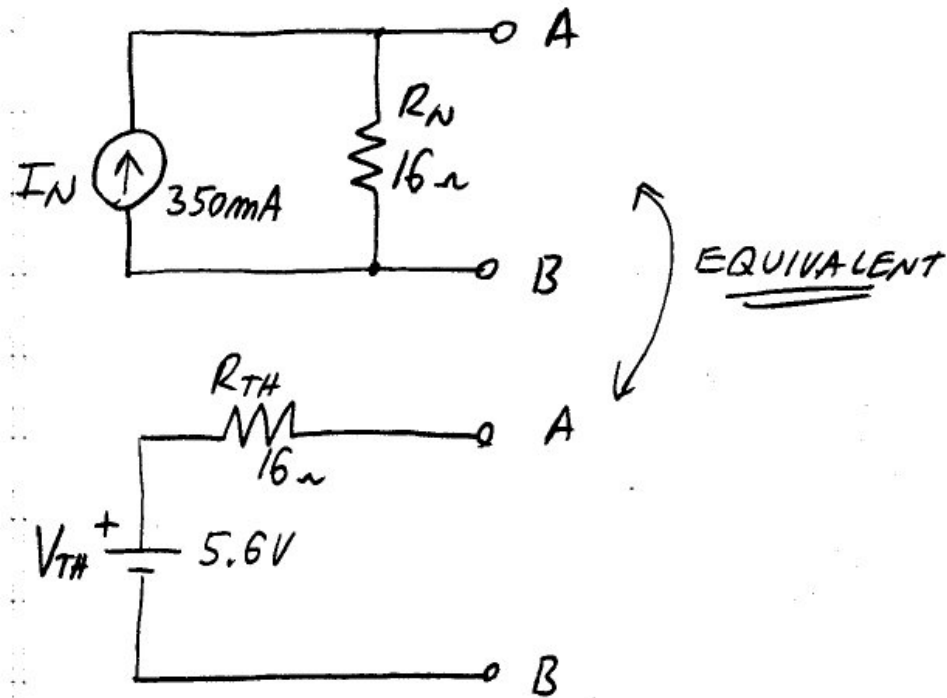 A
R_N
16 Ω
I_N
350mA
B
EQUIVALENT
R_TH
16 Ω
A
V_TH
+
5.6V
B